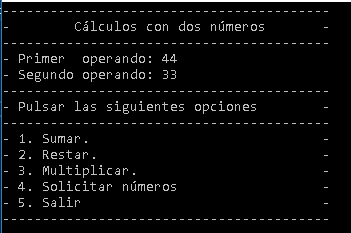 -----------------------------------------
-        Cálculos con dos números       -
-----------------------------------------
- Primer  operando: 44
- Segundo operando: 33
-----------------------------------------
- Pulsar las siguientes opciones        -
-----------------------------------------
- 1. Sumar.                             -
- 2. Restar.                            -
- 3. Multiplicar.                       -
- 4. Solicitar números                  -
- 5. Salir                              -
-----------------------------------------